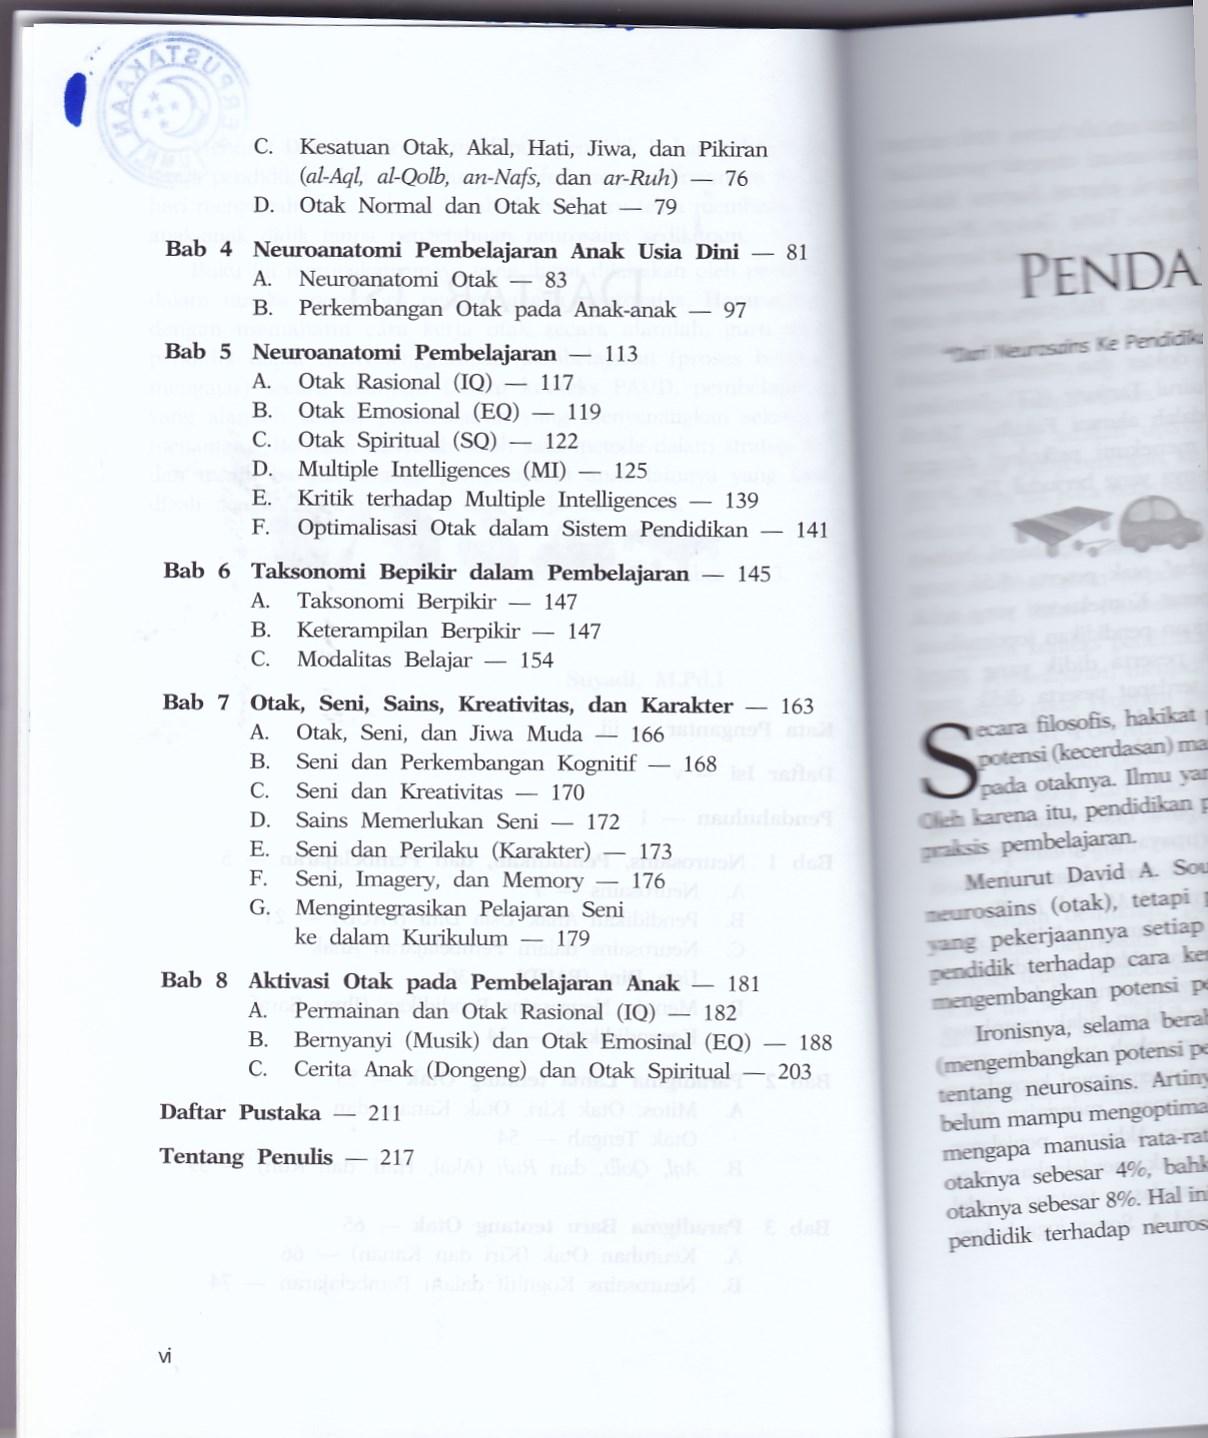 C. Kesatuan Otak, Akal, Hati, Jiwa, dan Pikiran
(al-Aql, al-Qolb, an-Nafs, dan ar-Ruh) — 76
D. Otak Normal dan Otak Sehat — 79
Bab 4 Neuroanatomi Pembelajaran Anak Usia Dini — 81
A. Neuroanatomi Otak — 83
B. Perkembangan Otak pada Anak-anak — 97
Bab 5 Neuroanatomi Pembelajaran — 113
A. Otak Rasional (IQ) — 117
B. Otak Emosional (EQ) — 119
C. Otak Spiritual (SQ) — 122
D. Multiple Intelligences (MI) — 125
E. Kritik terhadap Multiple Intelligences — 139
F. Optimalisasi Otak dalam Sistem Pendidikan — 141
Bab 6 Taksonomi Bepikir dalam Pembelajaran — 145
A. Taksonomi Berpikir — 147
B. Keterampilan Berpikir — 147
C. Modalitas Belajar — 154
Bab 7 Otak, Seni, Sains, Kreativitas, dan Karakter — 163
A. Otak, Seni, dan Jiwa Muda — 166
B. Seni dan Perkembangan Kognitif — 168
C. Seni dan Kreativitas — 170
D. Sains Memerlukan Seni — 172
E. Seni dan Perilaku (Karakter) — 173
F. Seni, Imagery, dan Memory — 176
G. Mengintegrasikan Pelajaran Seni
ke dalam Kurikulum — 179
Bab 8 Aktivasi Otak pada Pembelajaran Anak — 181
A. Permainan dan Otak Rasional (IQ) — 182
B. Bernyanyi (Musik) dan Otak Emosinal (EQ) — 188
C. Cerita Anak (Dongeng) dan Otak Spiritual — 203
Daftar Pustaka — 211
Tentang Penulis — 217
vi
PENDA
"Dari Neurosains Ke Pendidik
Secara filosofis, hakikat
potensi (kecerdasan) ma
pada otaknya. Ilmu yan
Oleh karena itu, pendidikan p
praksis pembelajaran.
Menurut David A. Sou
neurosains (otak), tetapi p
yang pekerjaannya setiap
pendidik terhadap cara ker
mengembangkan potensi pe
Ironisnya, selama berab
(mengembangkan potensi pe
tentang neurosains. Artiny
belum mampu mengoptima
mengapa manusia rata-rat
otaknya sebesar 4%, bahk
otaknya sebesar 8%. Hal ini
pendidik terhadap neuros